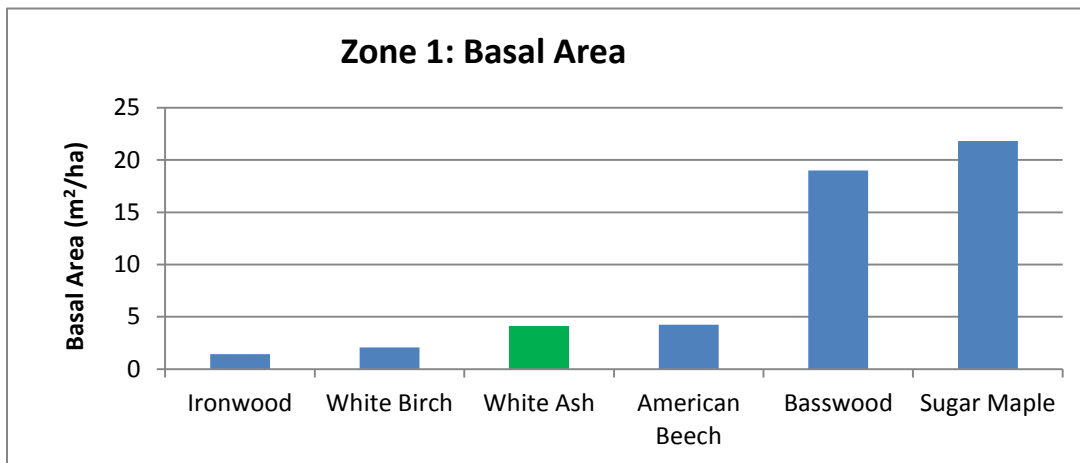 Zone 1: Basal Area
Basal Area (m²/ha)
25
20
15
10
5
0
Ironwood
White Birch
White Ash
American
Beech
Basswood
Sugar Maple